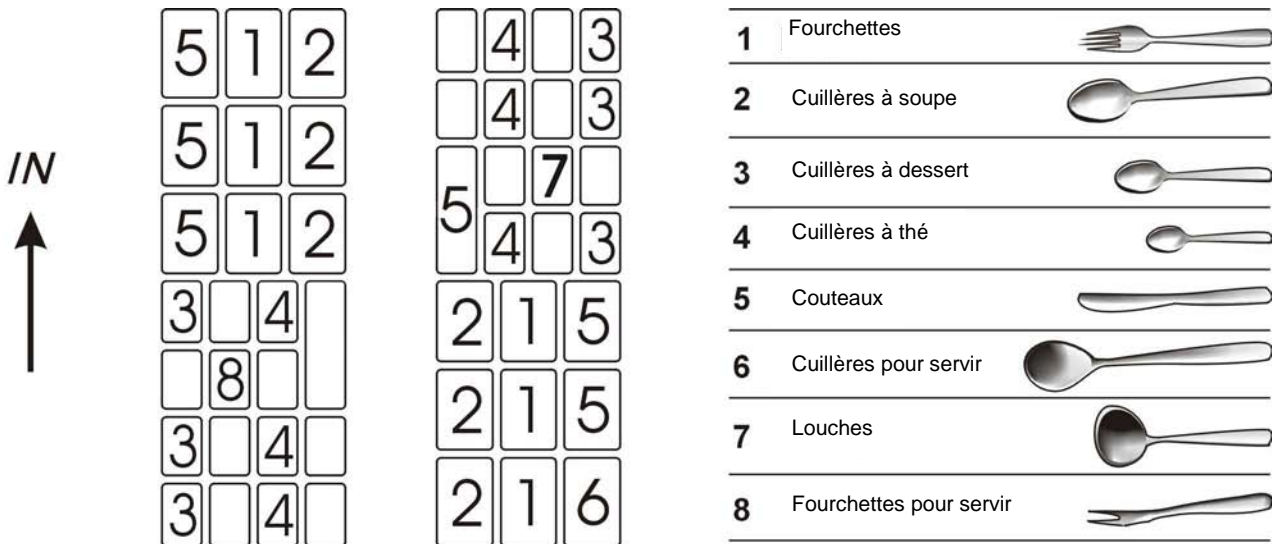 IN
5 1 2
5 1 2
5 1 2
3 4
8
3 4
3 4
4 3
4 3
5 7
4 3
2 1 5
2 1 5
2 1 6
1 Fourchettes
2 Cuillères à soupe
3 Cuillères à dessert
4 Cuillères à thé
5 Couteaux
6 Cuillères pour servir
7 Louches
8 Fourchettes pour servir